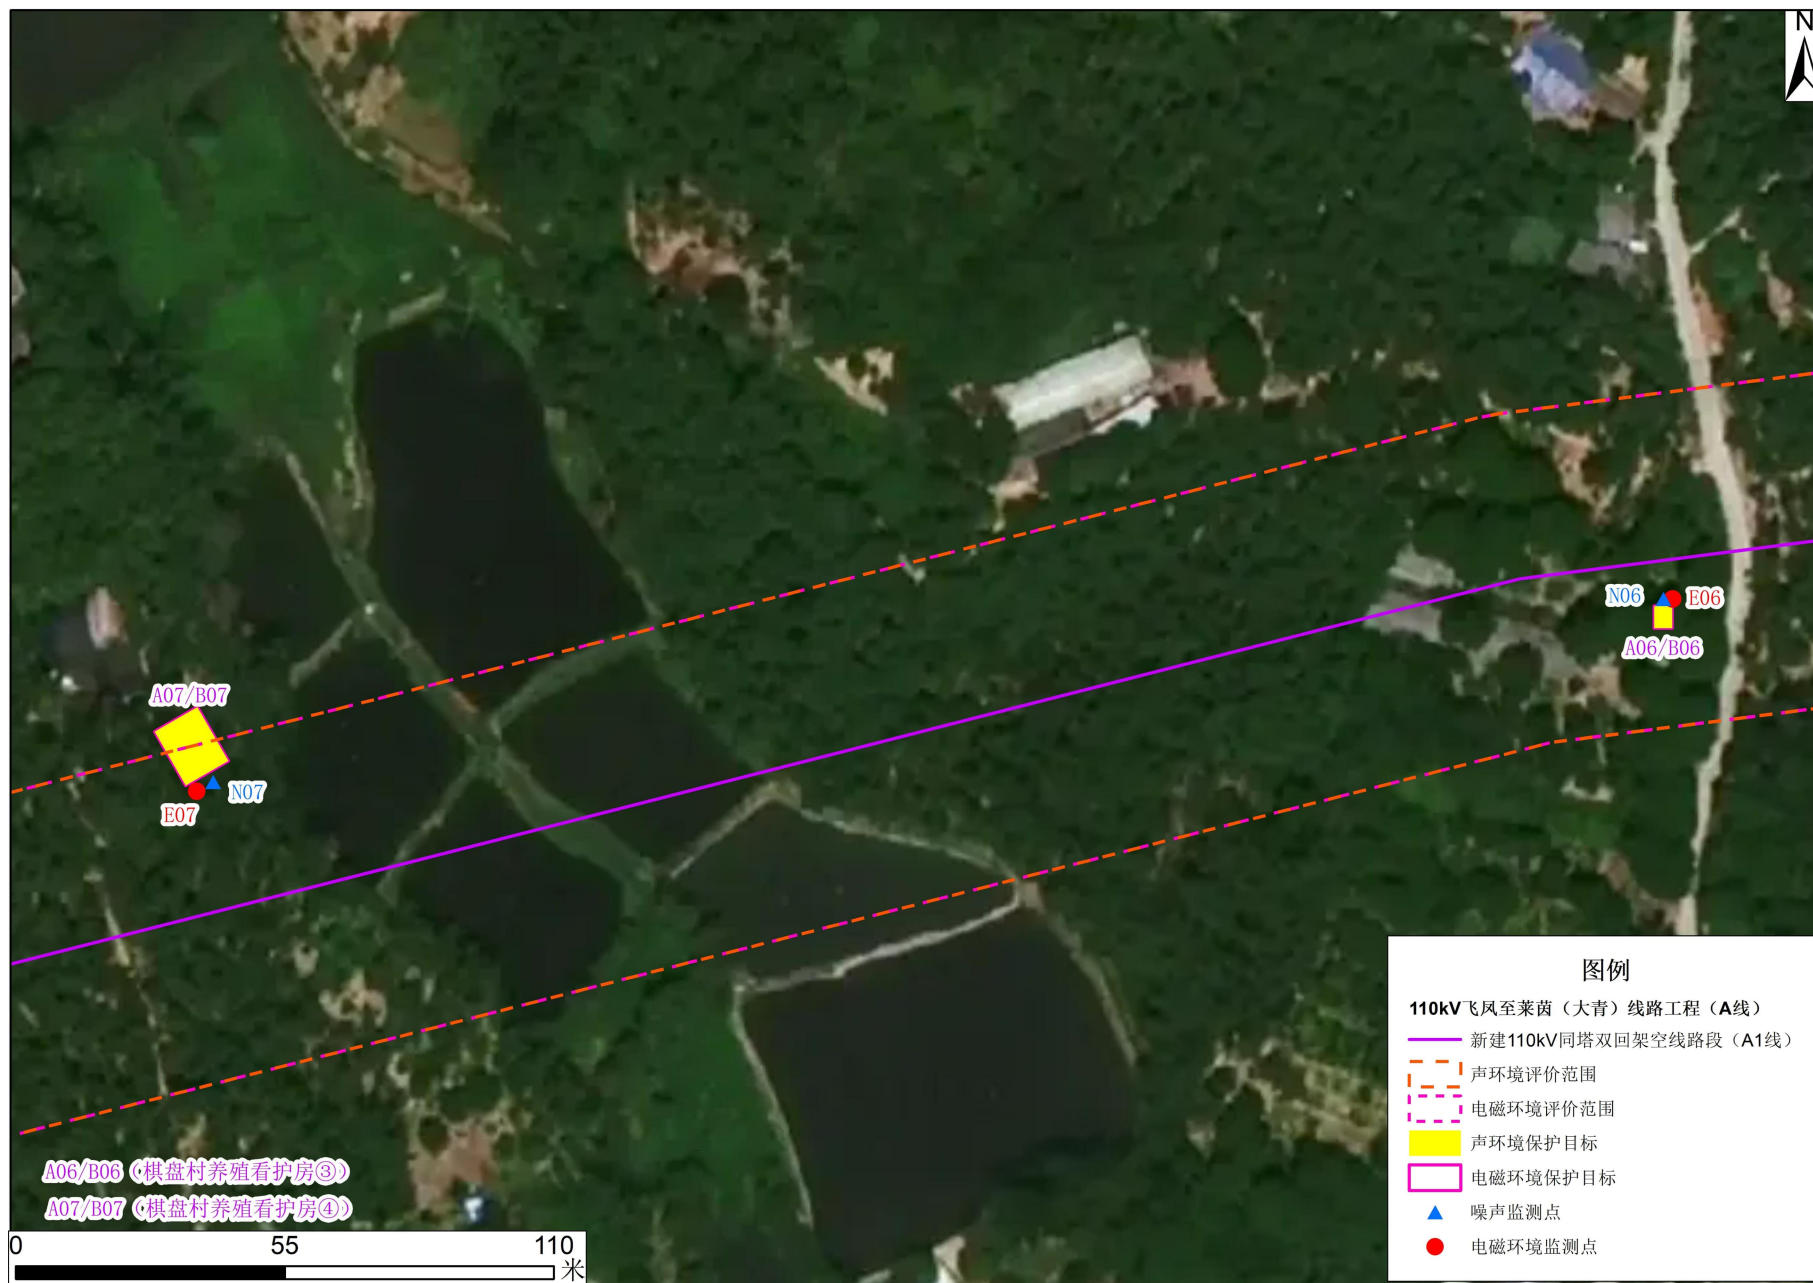 N
N06
E06
A06/B06
A07/B07
N07
E07
图例
110kV飞凤至莱茵（大青）线路工程（A线）
新建110kV同塔双回架空线路段（A1线）
声环境评价范围
电磁环境评价范围
声环境保护目标
电磁环境保护目标
噪声监测点
电磁环境监测点
A06/B06（棋盘村养殖看护房③）
A07/B07（棋盘村养殖看护房④）
0 55 110
米